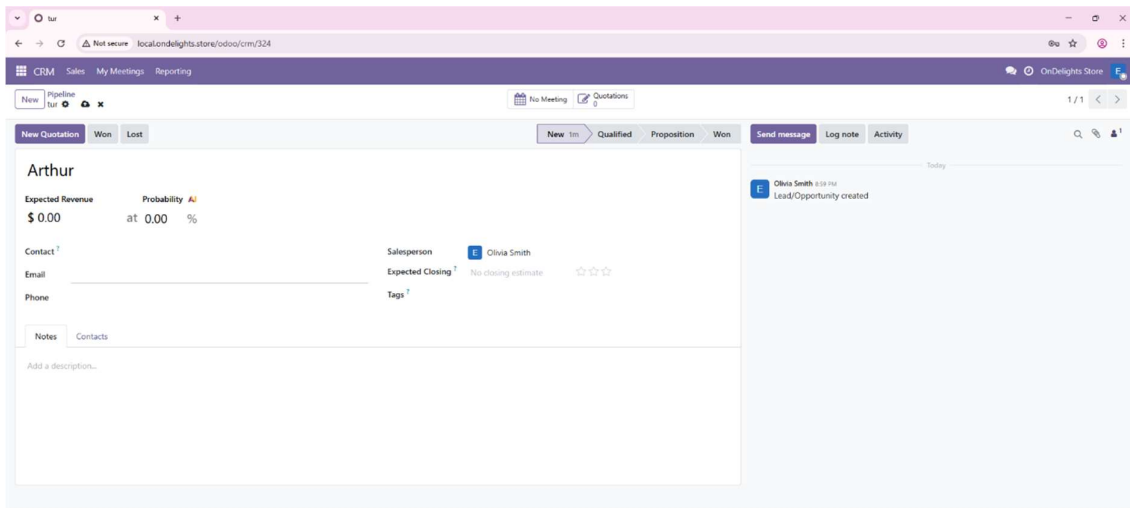 tur
Not secure local.ondelights.store/odoo/crm/324
CRM Sales My Meetings Reporting
OnDelights Store E
New Pipeline
tur
No Meeting
Quotations
0
1 / 1
New Quotation Won Lost
New 1m Qualified Proposition Won
Send message Log note Activity
1
Arthur
Expected Revenue Probability AI
$ 0.00 at 0.00 %
Contact ?
Email
Phone
Salesperson E Olivia Smith
Expected Closing ? No closing estimate
Tags ?
Notes Contacts
Add a description...
Today
E Olivia Smith 8:59 PM
Lead/Opportunity created